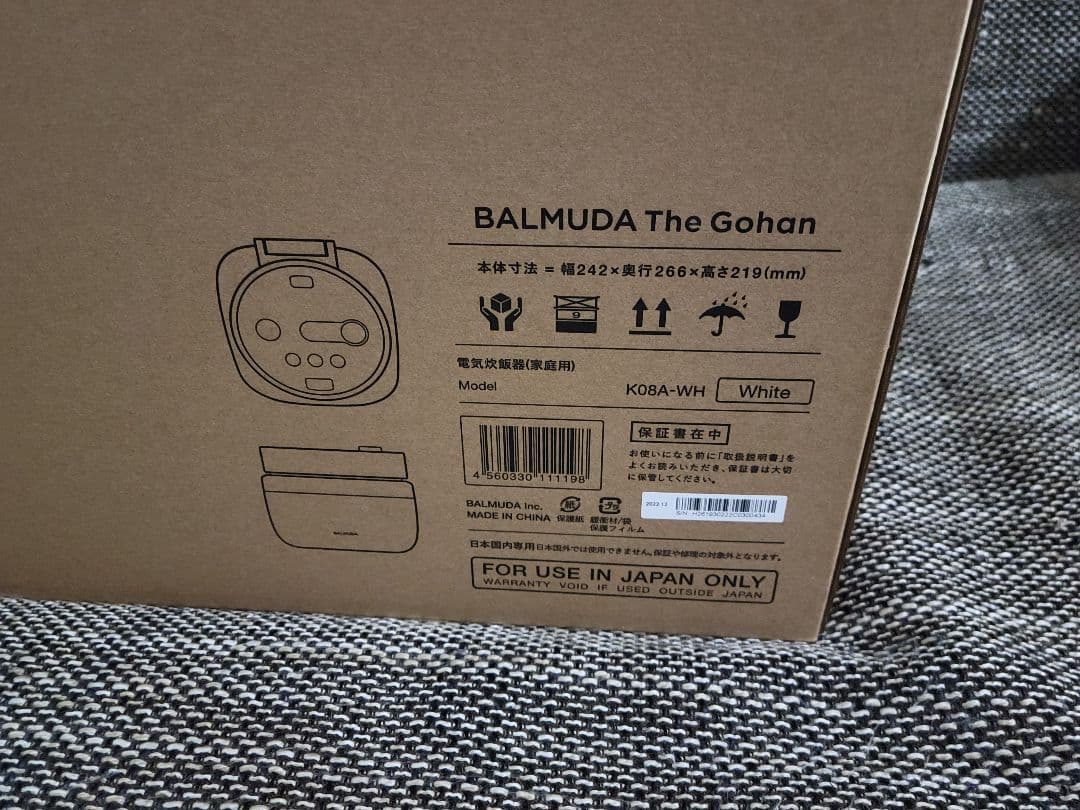 BALMUDA The Gohan
本体寸法 = 幅242×奥行266×高さ219(mm)
9
電気炊飯器(家庭用)
Model K08A-WH White
4 560330 111198
保証書在中
お使いになる前に「取扱説明書」を
よくお読みいただき、保証書は大切
に保管してください。
BALMUDA Inc.
MADE IN CHINA
紙
保護紙
プラ
緩衝材/袋
保護フィルム
2022.12
BALMUDA
日本国内専用 日本国外では使用できません。保証や修理の対象外となります。
FOR USE IN JAPAN ONLY
WARRANTY VOID IF USED OUTSIDE JAPAN